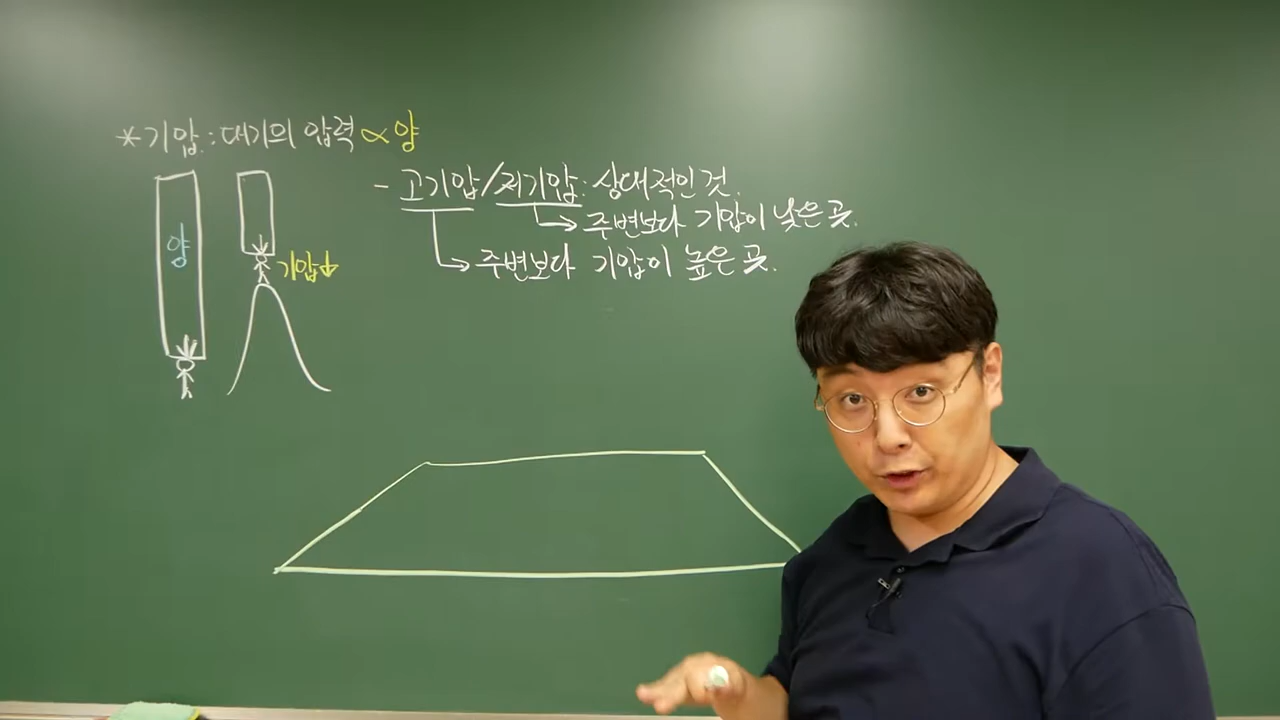 *기압: 대기의 압력 ∝ 양
- 고기압/저기압: 상대적인 것.
→ 주변보다 기압이 낮은 곳.
→ 주변보다 기압이 높은 곳.
양
기압↓